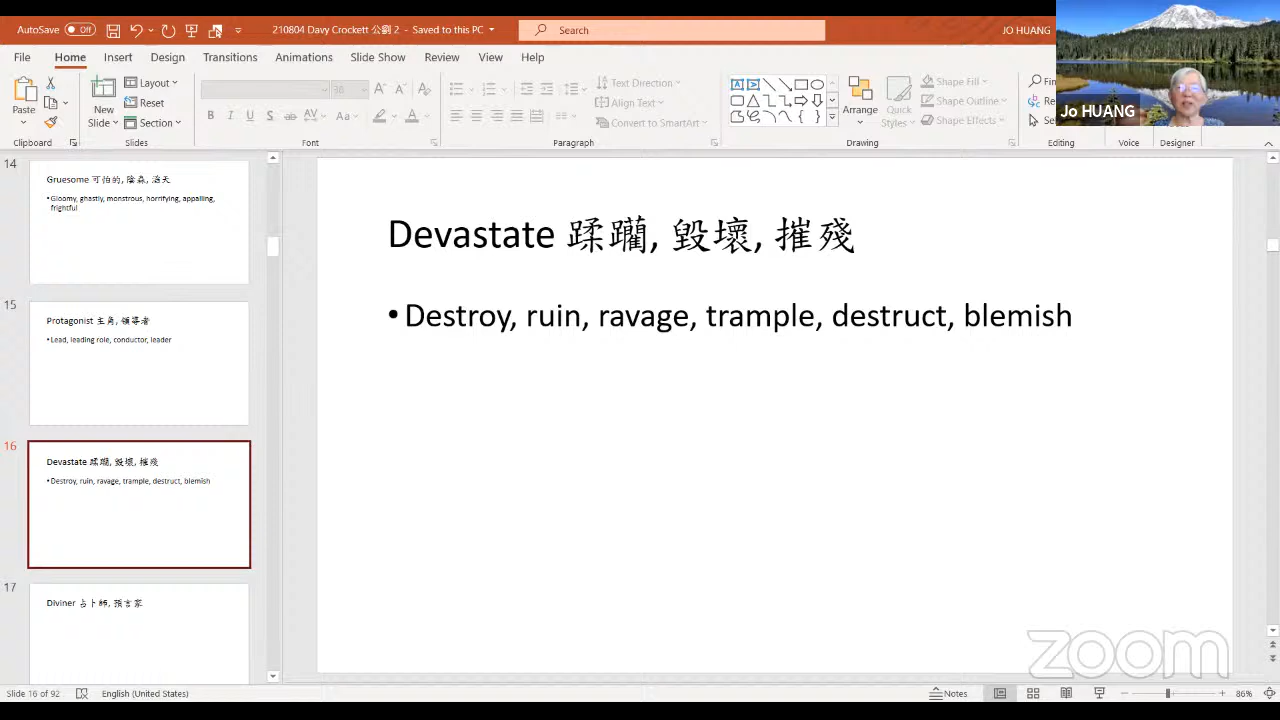 AutoSave Off 210804 Davy Crockett 公劉 2 - Saved to this PC Search JO HUANG
File Home Insert Design Transitions Animations Slide Show Review View Help
Paste
New
Slide
Layout
Reset
Section
38
B I U S ab AV Aa A
Text Direction
Align Text
Convert to SmartArt
Arrange
Quick
Styles
Shape Fill
Shape Outline
Shape Effects
Jo HUANG
Clipboard Slides Font Paragraph Drawing Editing Voice Designer
14
Gruesome 可怕的, 陰森,
•Gloomy, ghastly, monstrous, horrifying, appalling,
frightful
15
Protagonist 主角, 領導者
•Lead, leading role, conductor, leader
16
Devastate 蹂躪, 毀壞, 摧殘
•Destroy, ruin, ravage, trample, destruct, blemish
17
Diviner 占卜師, 預言家
Devastate 蹂躪, 毀壞, 摧殘
•Destroy, ruin, ravage, trample, destruct, blemish
zoom
Slide 16 of 92 English (United States) Notes 86%